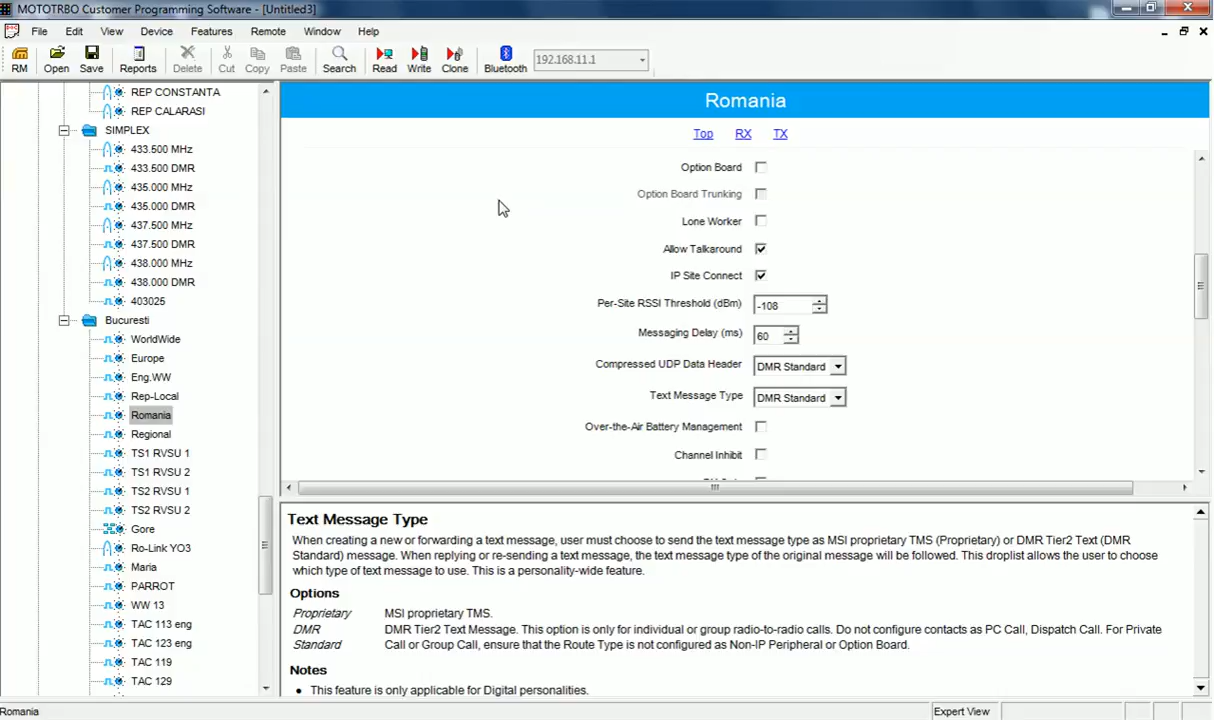 MOTOTRBO Customer Programming Software - [Untitled3]
File Edit View Device Features Remote Window Help
RM Open Save Reports Delete Cut Copy Paste Search Read Write Clone Bluetooth 192.168.11.1
REP CONSTANTA
REP CALARASI
SIMPLEX
433.500 MHz
433.500 DMR
435.000 MHz
435.000 DMR
437.500 MHz
437.500 DMR
438.000 MHz
438.000 DMR
403025
Bucuresti
WorldWide
Europe
Eng.WW
Rep-Local
Romania
Regional
TS1 RVSU 1
TS1 RVSU 2
TS2 RVSU 1
TS2 RVSU 2
Gore
Ro-Link YO3
Maria
PARROT
WW 13
TAC 113 eng
TAC 123 eng
TAC 119
TAC 129
Romania
Top RX TX
Option Board
Option Board Trunking
Lone Worker
Allow Talkaround
IP Site Connect
Per-Site RSSI Threshold (dBm) -108
Messaging Delay (ms) 60
Compressed UDP Data Header DMR Standard
Text Message Type DMR Standard
Over-the-Air Battery Management
Channel Inhibit
Text Message Type
When creating a new or forwarding a text message, user must choose to send the text message type as MSI proprietary TMS (Proprietary) or DMR Tier2 Text (DMR
Standard) message. When replying or re-sending a text message, the text message type of the original message will be followed. This droplist allows the user to choose
which type of text message to use. This is a personality-wide feature.
Options
Proprietary MSI proprietary TMS.
DMR DMR Tier2 Text Message. This option is only for individual or group radio-to-radio calls. Do not configure contacts as PC Call, Dispatch Call. For Private
Standard Call or Group Call, ensure that the Route Type is not configured as Non-IP Peripheral or Option Board.
Notes
• This feature is only applicable for Digital personalities.
Romania Expert View